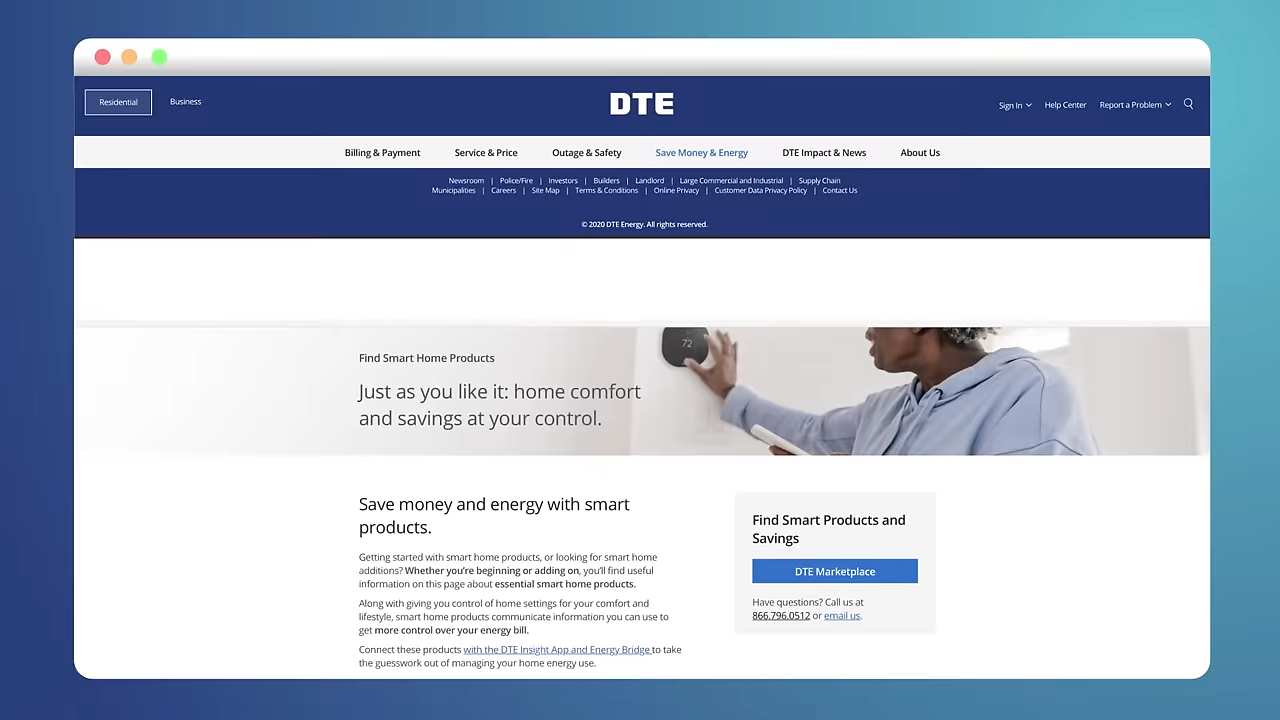 Residential
Business
DTE
Sign In
Help Center
Report a Problem
Billing & Payment
Service & Price
Outage & Safety
Save Money & Energy
DTE Impact & News
About Us
Newsroom | Police/Fire | Investors | Builders | Landlord | Large Commercial and Industrial | Supply Chain
Municipalities | Careers | Site Map | Terms & Conditions | Online Privacy | Customer Data Privacy Policy | Contact Us
© 2020 DTE Energy. All rights reserved.
72
Find Smart Home Products
Just as you like it: home comfort
and savings at your control.
Save money and energy with smart
products.
Getting started with smart home products, or looking for smart home
additions? Whether you're beginning or adding on, you'll find useful
information on this page about essential smart home products.
Along with giving you control of home settings for your comfort and
lifestyle, smart home products communicate information you can use to
get more control over your energy bill.
Connect these products with the DTE Insight App and Energy Bridge to take
the guesswork out of managing your home energy use.
Find Smart Products and
Savings
DTE Marketplace
Have questions? Call us at
866.796.0512 or email us.